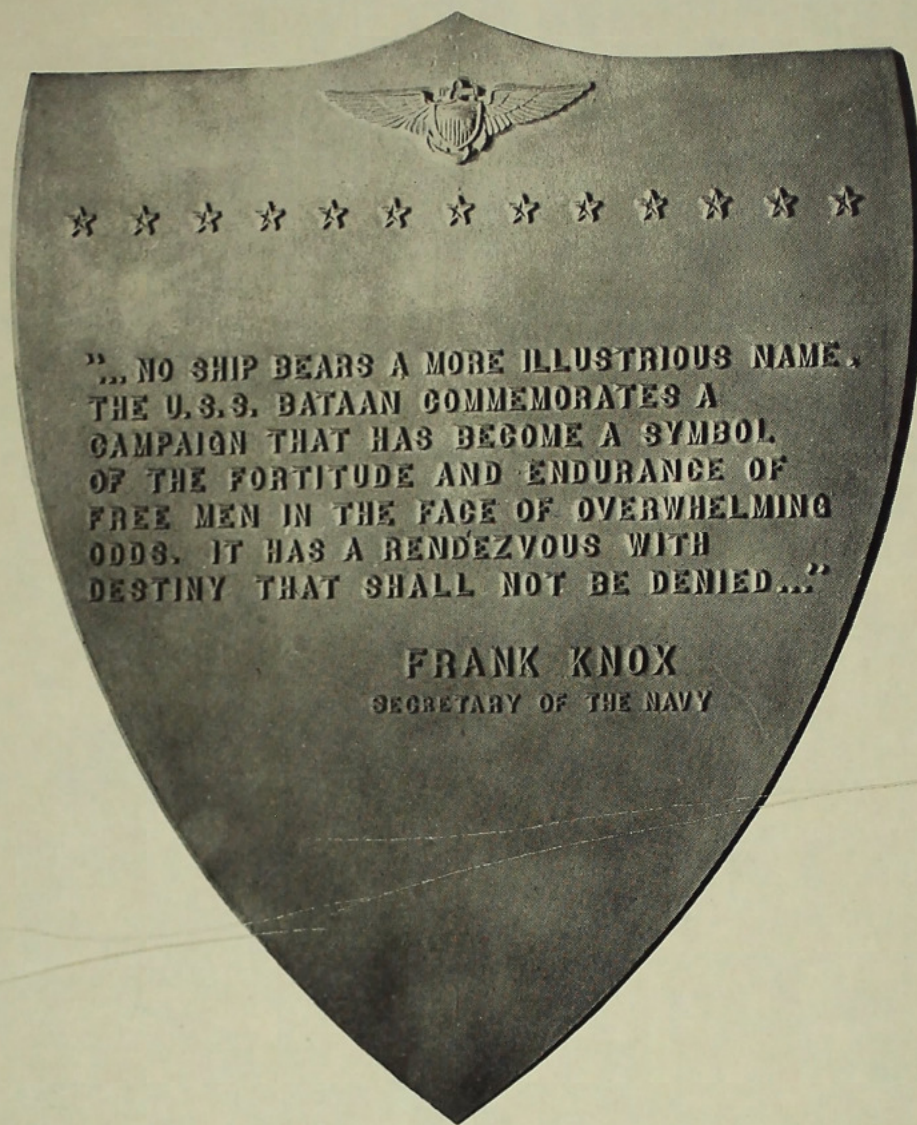 "... NO SHIP BEARS A MORE ILLUSTRIOUS NAME.
THE U.S.S. BATAAN COMMEMORATES A
CAMPAIGN THAT HAS BECOME A SYMBOL
OF THE FORTITUDE AND ENDURANCE OF
FREE MEN IN THE FACE OF OVERWHELMING
ODDS. IT HAS A RENDEZVOUS WITH
DESTINY THAT SHALL NOT BE DENIED..."
FRANK KNOX
SECRETARY OF THE NAVY